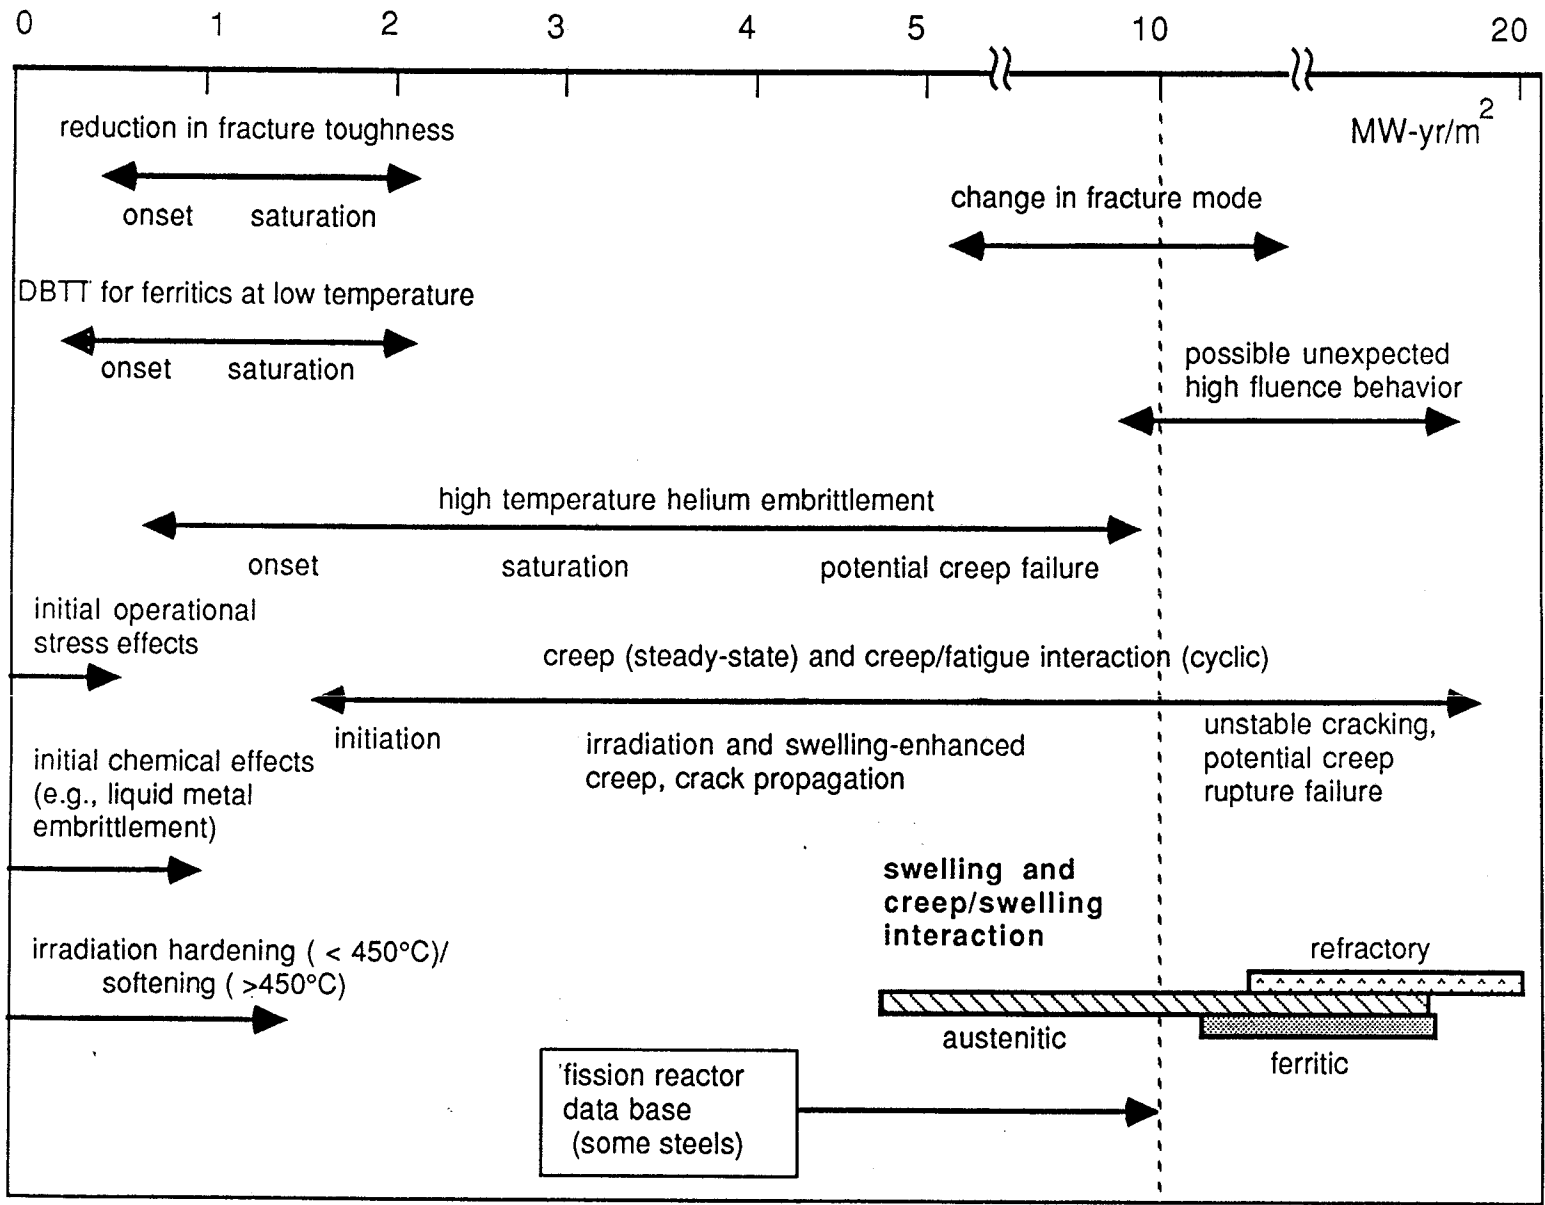 0 1 2 3 4 5 10 20
MW-yr/m²
reduction in fracture toughness
onset saturation
change in fracture mode
DBTT for ferritics at low temperature
onset saturation
possible unexpected
high fluence behavior
high temperature helium embrittlement
onset saturation potential creep failure
initial operational
stress effects
creep (steady-state) and creep/fatigue interaction (cyclic)
initiation
irradiation and swelling-enhanced
creep, crack propagation
unstable cracking,
potential creep
rupture failure
initial chemical effects
(e.g., liquid metal
embrittlement)
swelling and
creep/swelling
interaction
irradiation hardening ( < 450°C)/
softening ( >450°C)
refractory
austenitic
ferritic
fission reactor
data base
(some steels)